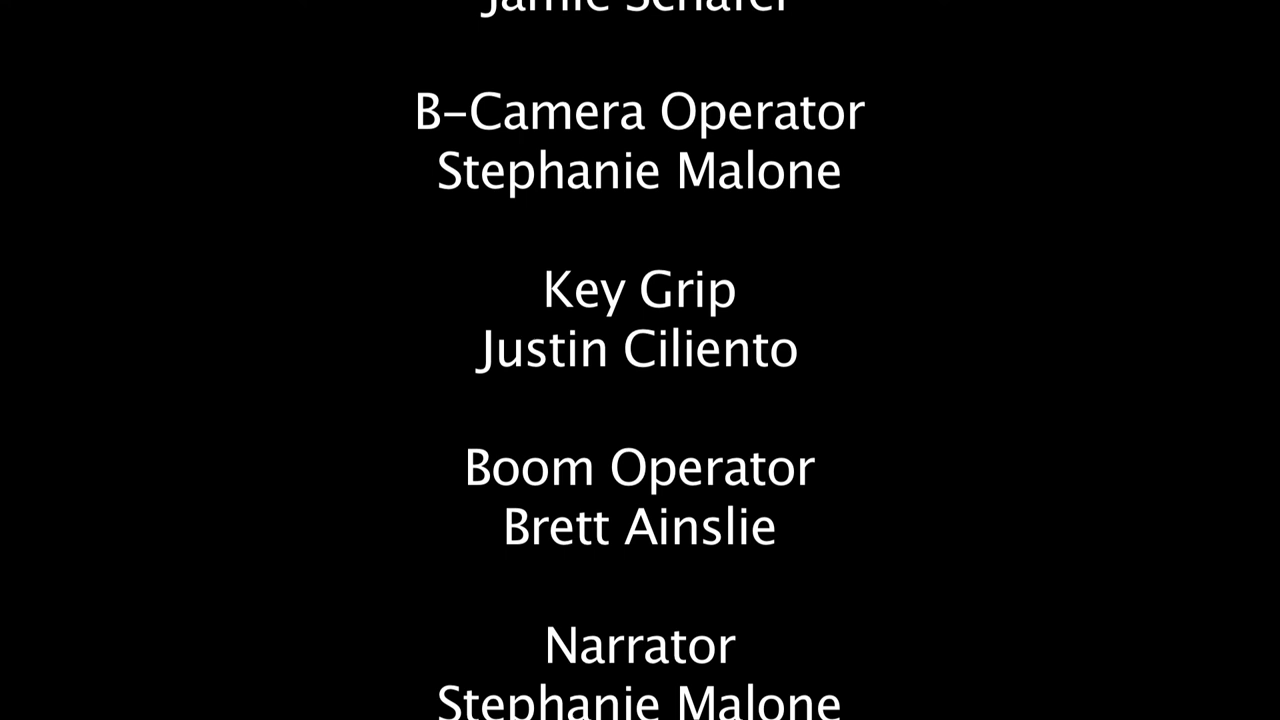 Jamie Schafer
B-Camera Operator
Stephanie Malone
Key Grip
Justin Ciliento
Boom Operator
Brett Ainslie
Narrator
Stephanie Malone